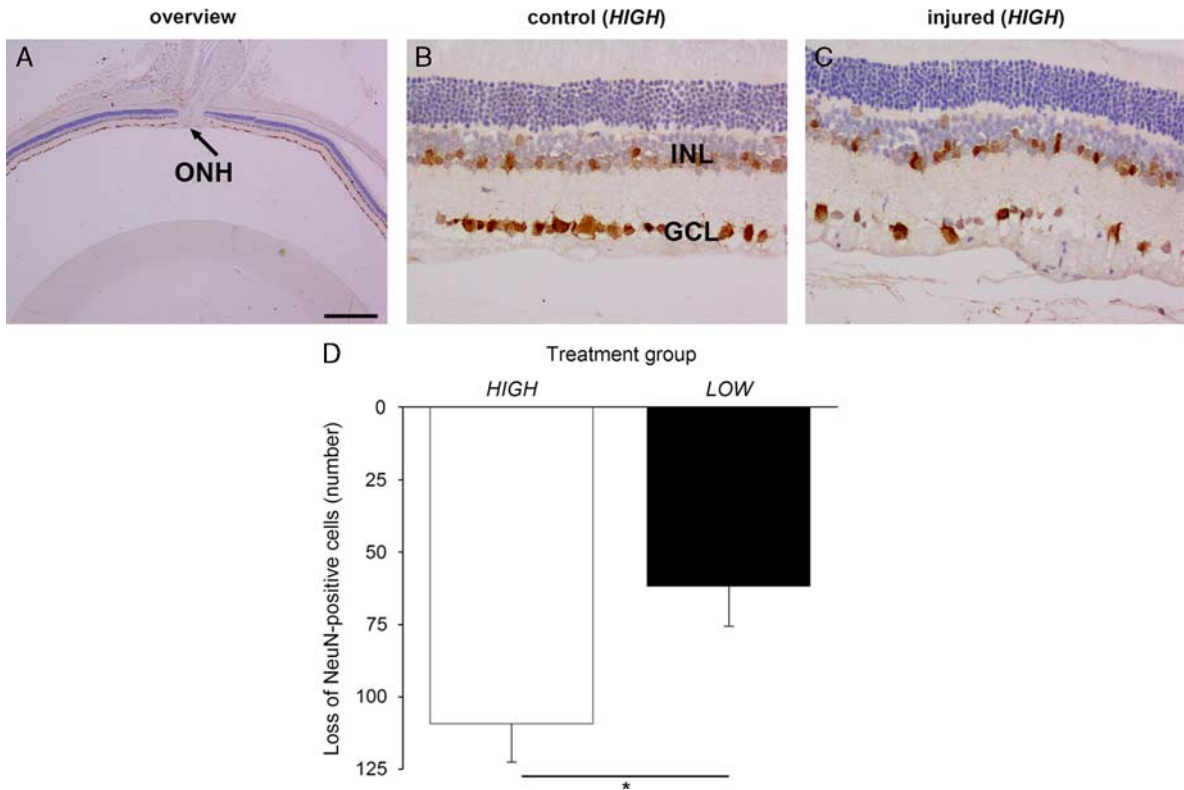 overview
control (HIGH)
injured (HIGH)
A
B
C
ONH
INL
GCL
D
Treatment group
HIGH
LOW
Loss of NeuN-positive cells (number)
0
25
50
75
100
125
*